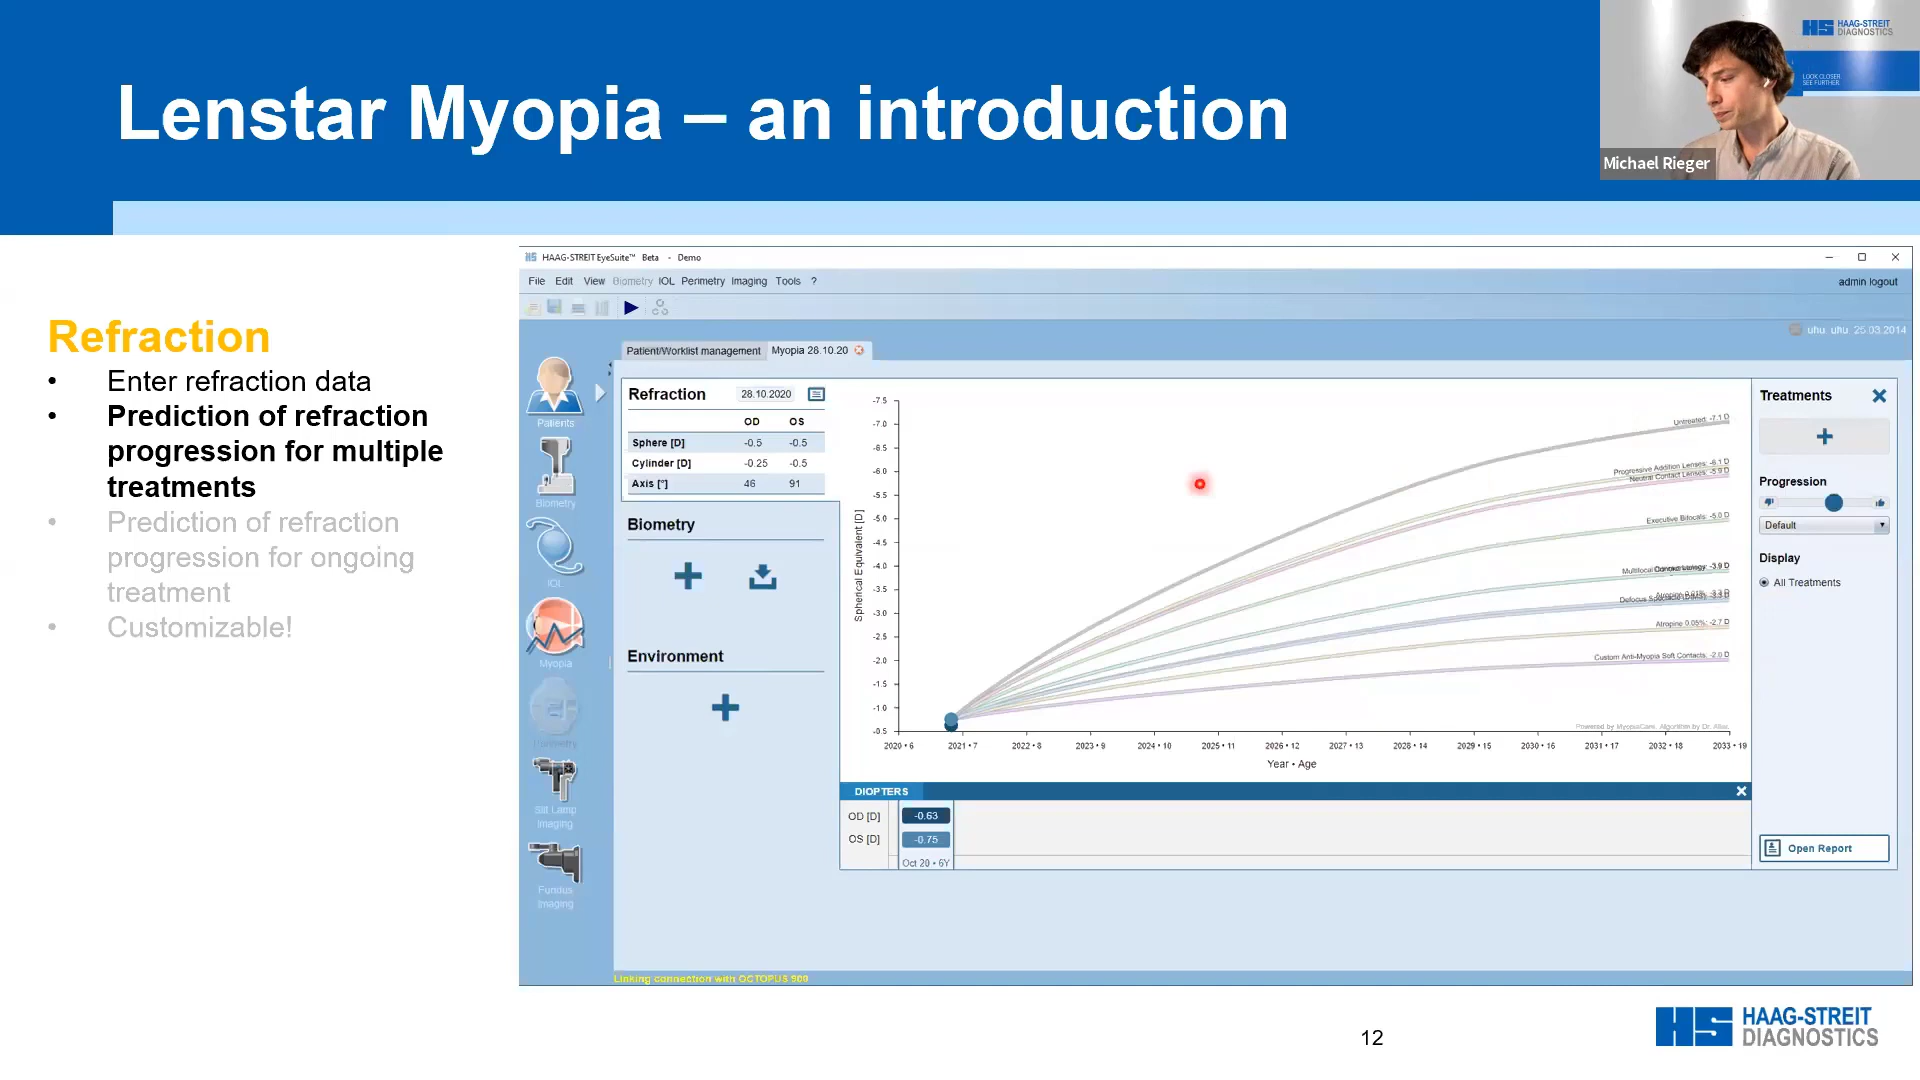 Lenstar Myopia – an introduction
HAAG-STREIT
DIAGNOSTICS
LOOK CLOSER
SEE FURTHER
Michael Rieger
Refraction
• Enter refraction data
• Prediction of refraction
progression for multiple
treatments
• Prediction of refraction
progression for ongoing
treatment
• Customizable!
HAAG-STREIT EyeSuite™ Beta - Demo
File Edit View Biometry IOL Perimetry Imaging Tools ?
admin logout
uhu, uhu 25.03.2014
Patient/Worklist management
Myopia 28.10.20
Patients
Biometry
IOL
Myopia
Perimetry
Slit Lamp
Imaging
Fundus
Imaging
Refraction 28.10.2020
OD OS
Sphere [D] -0.5 -0.5
Cylinder [D] -0.25 -0.5
Axis [°] 46 91
Biometry
Environment
Spherical Equivalent [D]
-7.5
-7.0
-6.5
-6.0
-5.5
-5.0
-4.5
-4.0
-3.5
-3.0
-2.5
-2.0
-1.5
-1.0
-0.5
Untreated: -7.1 D
Progressive Addition Lenses: -6.1 D
Neutral Contact Lenses: -5.9 D
Executive Bifocals: -5.0 D
Multifocal -3.9 D
Defocus Spectacle
Atropine 0.05%: -2.7 D
Custom Anti-Myopia Soft Contacts: -2.0 D
Powered by MyopiaCare. Algorithm by Dr. Aller.
2020 • 6 2021 • 7 2022 • 8 2023 • 9 2024 • 10 2025 • 11 2026 • 12 2027 • 13 2028 • 14 2029 • 15 2030 • 16 2031 • 17 2032 • 18 2033 • 19
Year • Age
DIOPTERS
OD [D] -0.63
OS [D] -0.75
Oct 20 • 6Y
Treatments
Progression
Default
Display
All Treatments
Open Report
Linking connection with OCTOPUS 900
12
HS HAAG-STREIT
DIAGNOSTICS